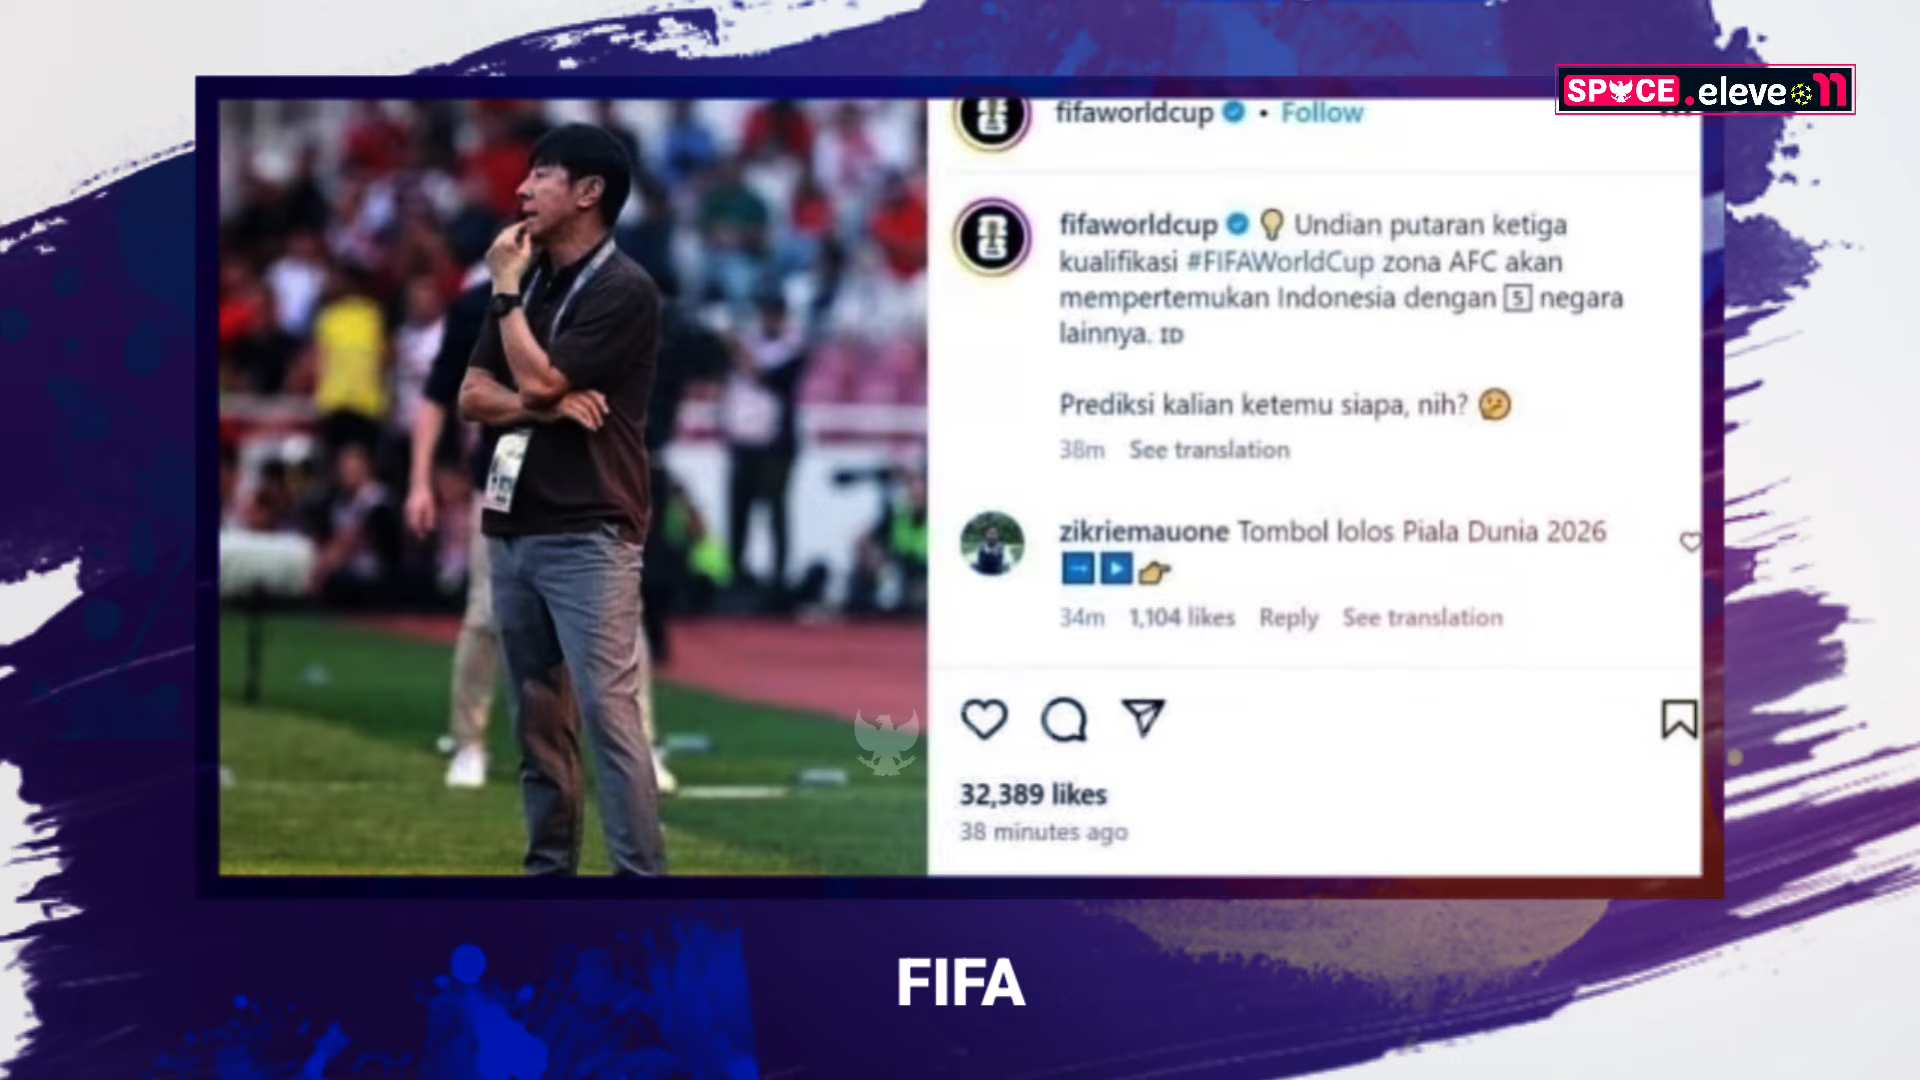 SPACE.eleven11
fifaworldcup • Follow
fifaworldcup 💡 Undian putaran ketiga
kualifikasi #FIFAWorldCup zona AFC akan
mempertemukan Indonesia dengan 5️⃣ negara
lainnya. ID
Prediksi kalian ketemu siapa, nih? 🤔
38m See translation
zikriemauone Tombol lolos Piala Dunia 2026
➡️▶️👉
34m 1,104 likes Reply See translation
32,389 likes
38 minutes ago
FIFA